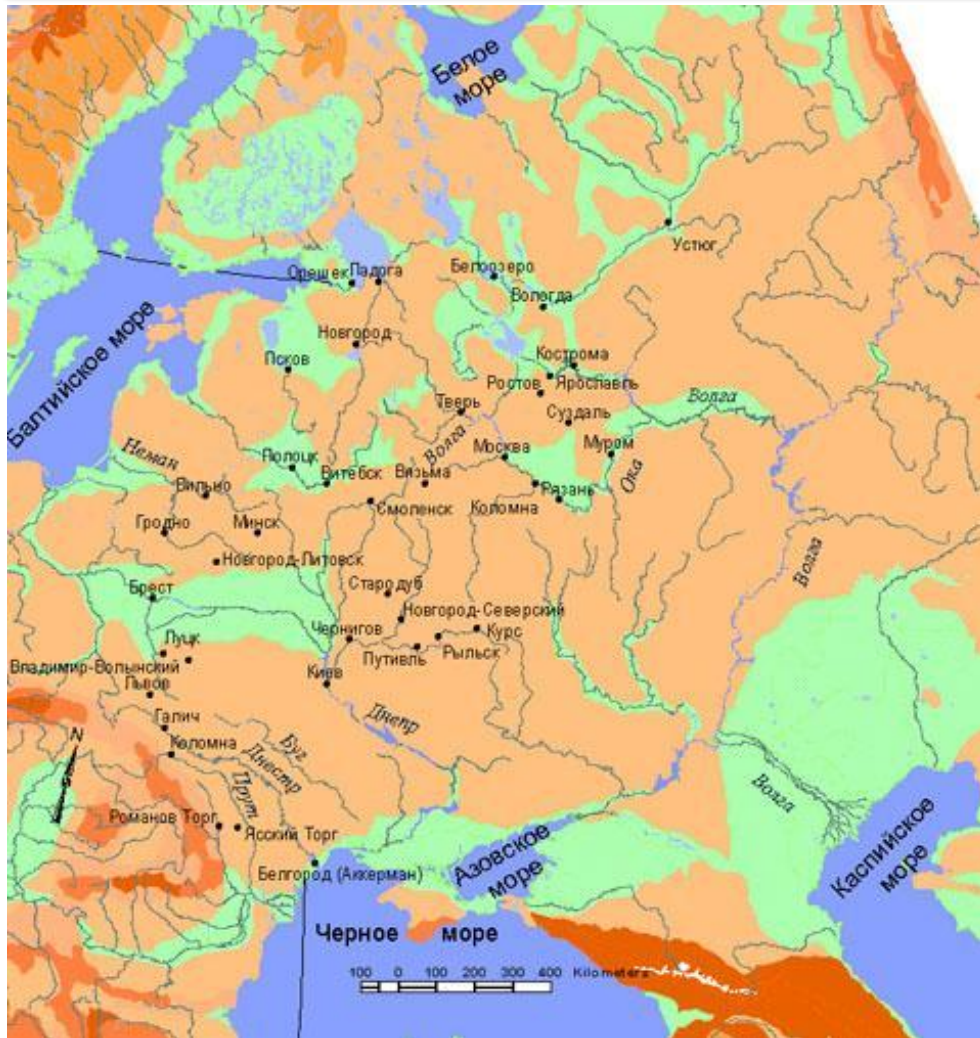 Белое
море
Устюг
Орешек
Ладога
Белоозеро
Вологда
Новгород
Балтийское море
Псков
Кострома
Ростов
Ярославль
Тверь
Суздаль
Волга
Волга
Москва
Муром
Неман
Полоцк
Витебск
Вязьма
Ока
Вильно
Смоленск
Коломна
Рязань
Гродно
Минск
Новгород-Литовск
Волга
Брест
Стародуб
Новгород-Северский
Чернигов
Курс
Луцк
Путивль
Рыльск
Владимир-Волынский
Киев
Львов
Галич
Днепр
Буг
N
Коломна
Днестр
Волга
Прут
Романов Торг
Ясский Торг
Азовское
море
Каспийское
море
Белгород (Аккерман)
Черное море
100 0 100 200 300 400 Kilometers